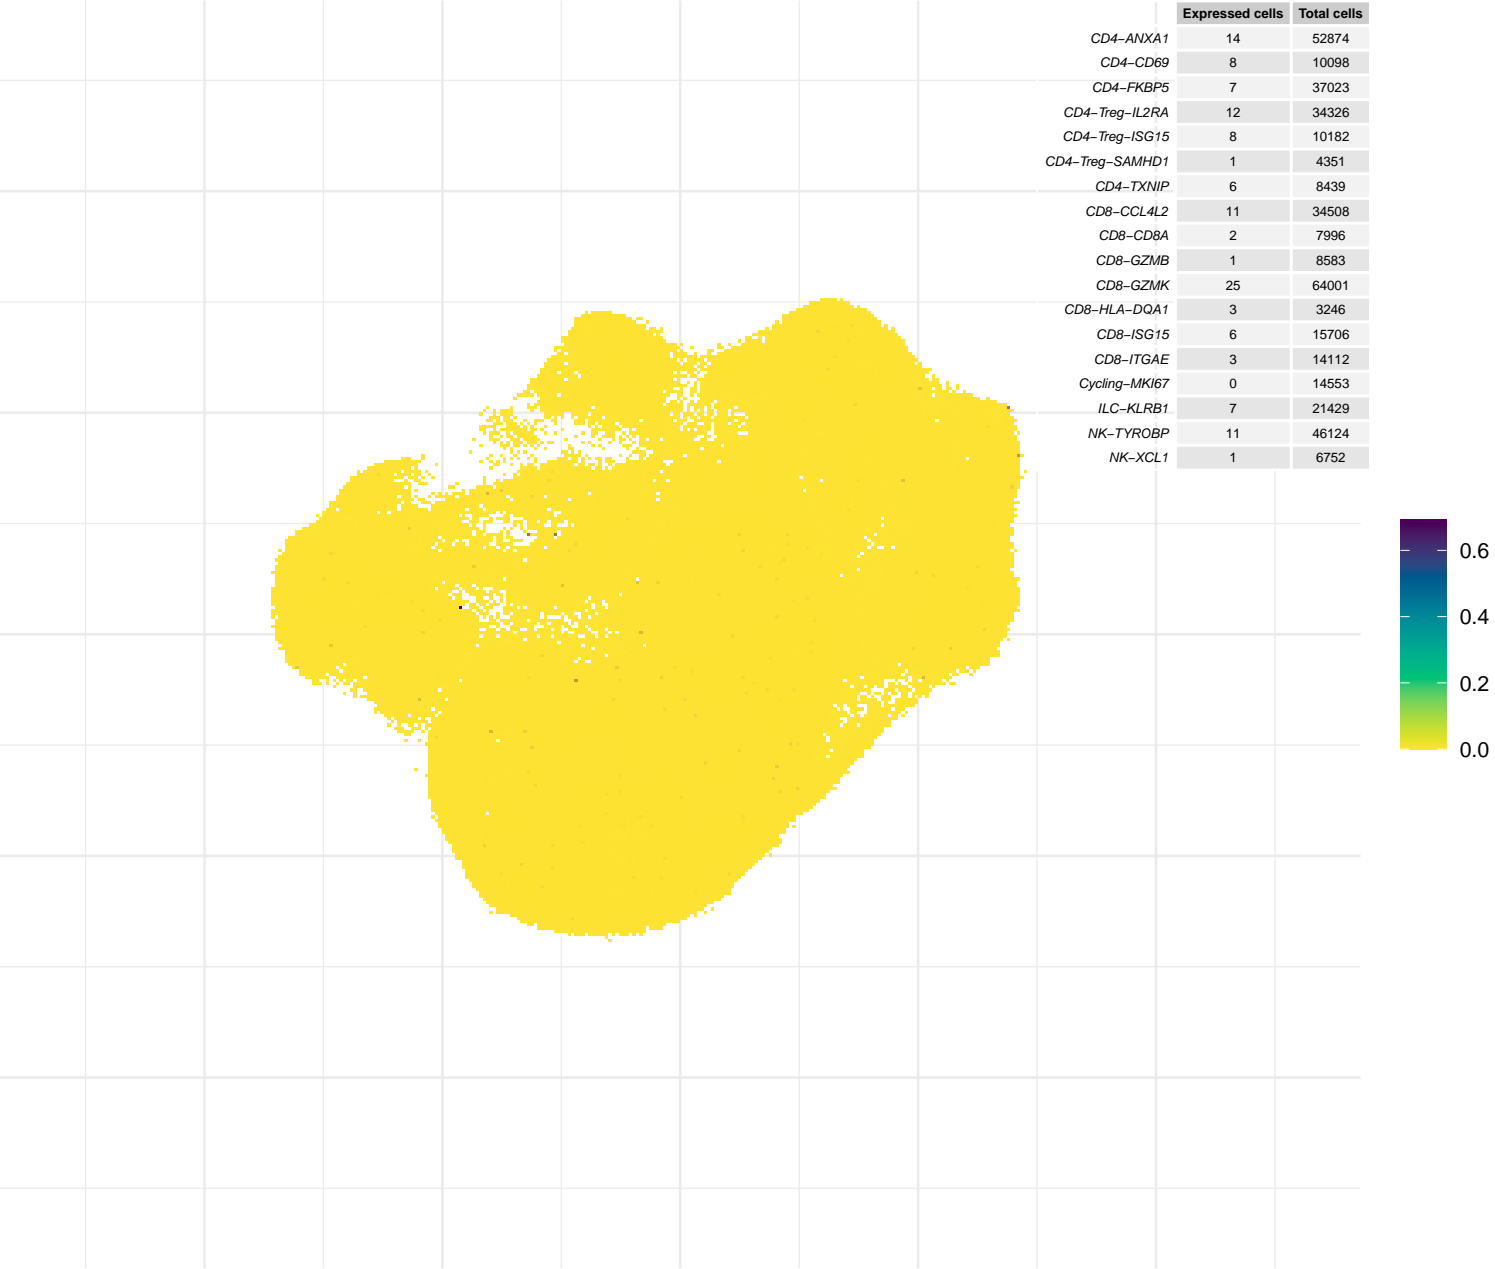 Expressed cells Total cells
CD4−ANXA1 14 52874
CD4−CD69 8 10098
CD4−FKBP5 7 37023
CD4−Treg−IL2RA 12 34326
CD4−Treg−ISG15 8 10182
CD4−Treg−SAMHD1 1 4351
CD4−TXNIP 6 8439
CD8−CCL4L2 11 34508
CD8−CD8A 2 7996
CD8−GZMB 1 8583
CD8−GZMK 25 64001
CD8−HLA−DQA1 3 3246
CD8−ISG15 6 15706
CD8−ITGAE 3 14112
Cycling−MKI67 0 14553
ILC−KLRB1 7 21429
NK−TYROBP 11 46124
NK−XCL1 1 6752
0.6
0.4
0.2
0.0